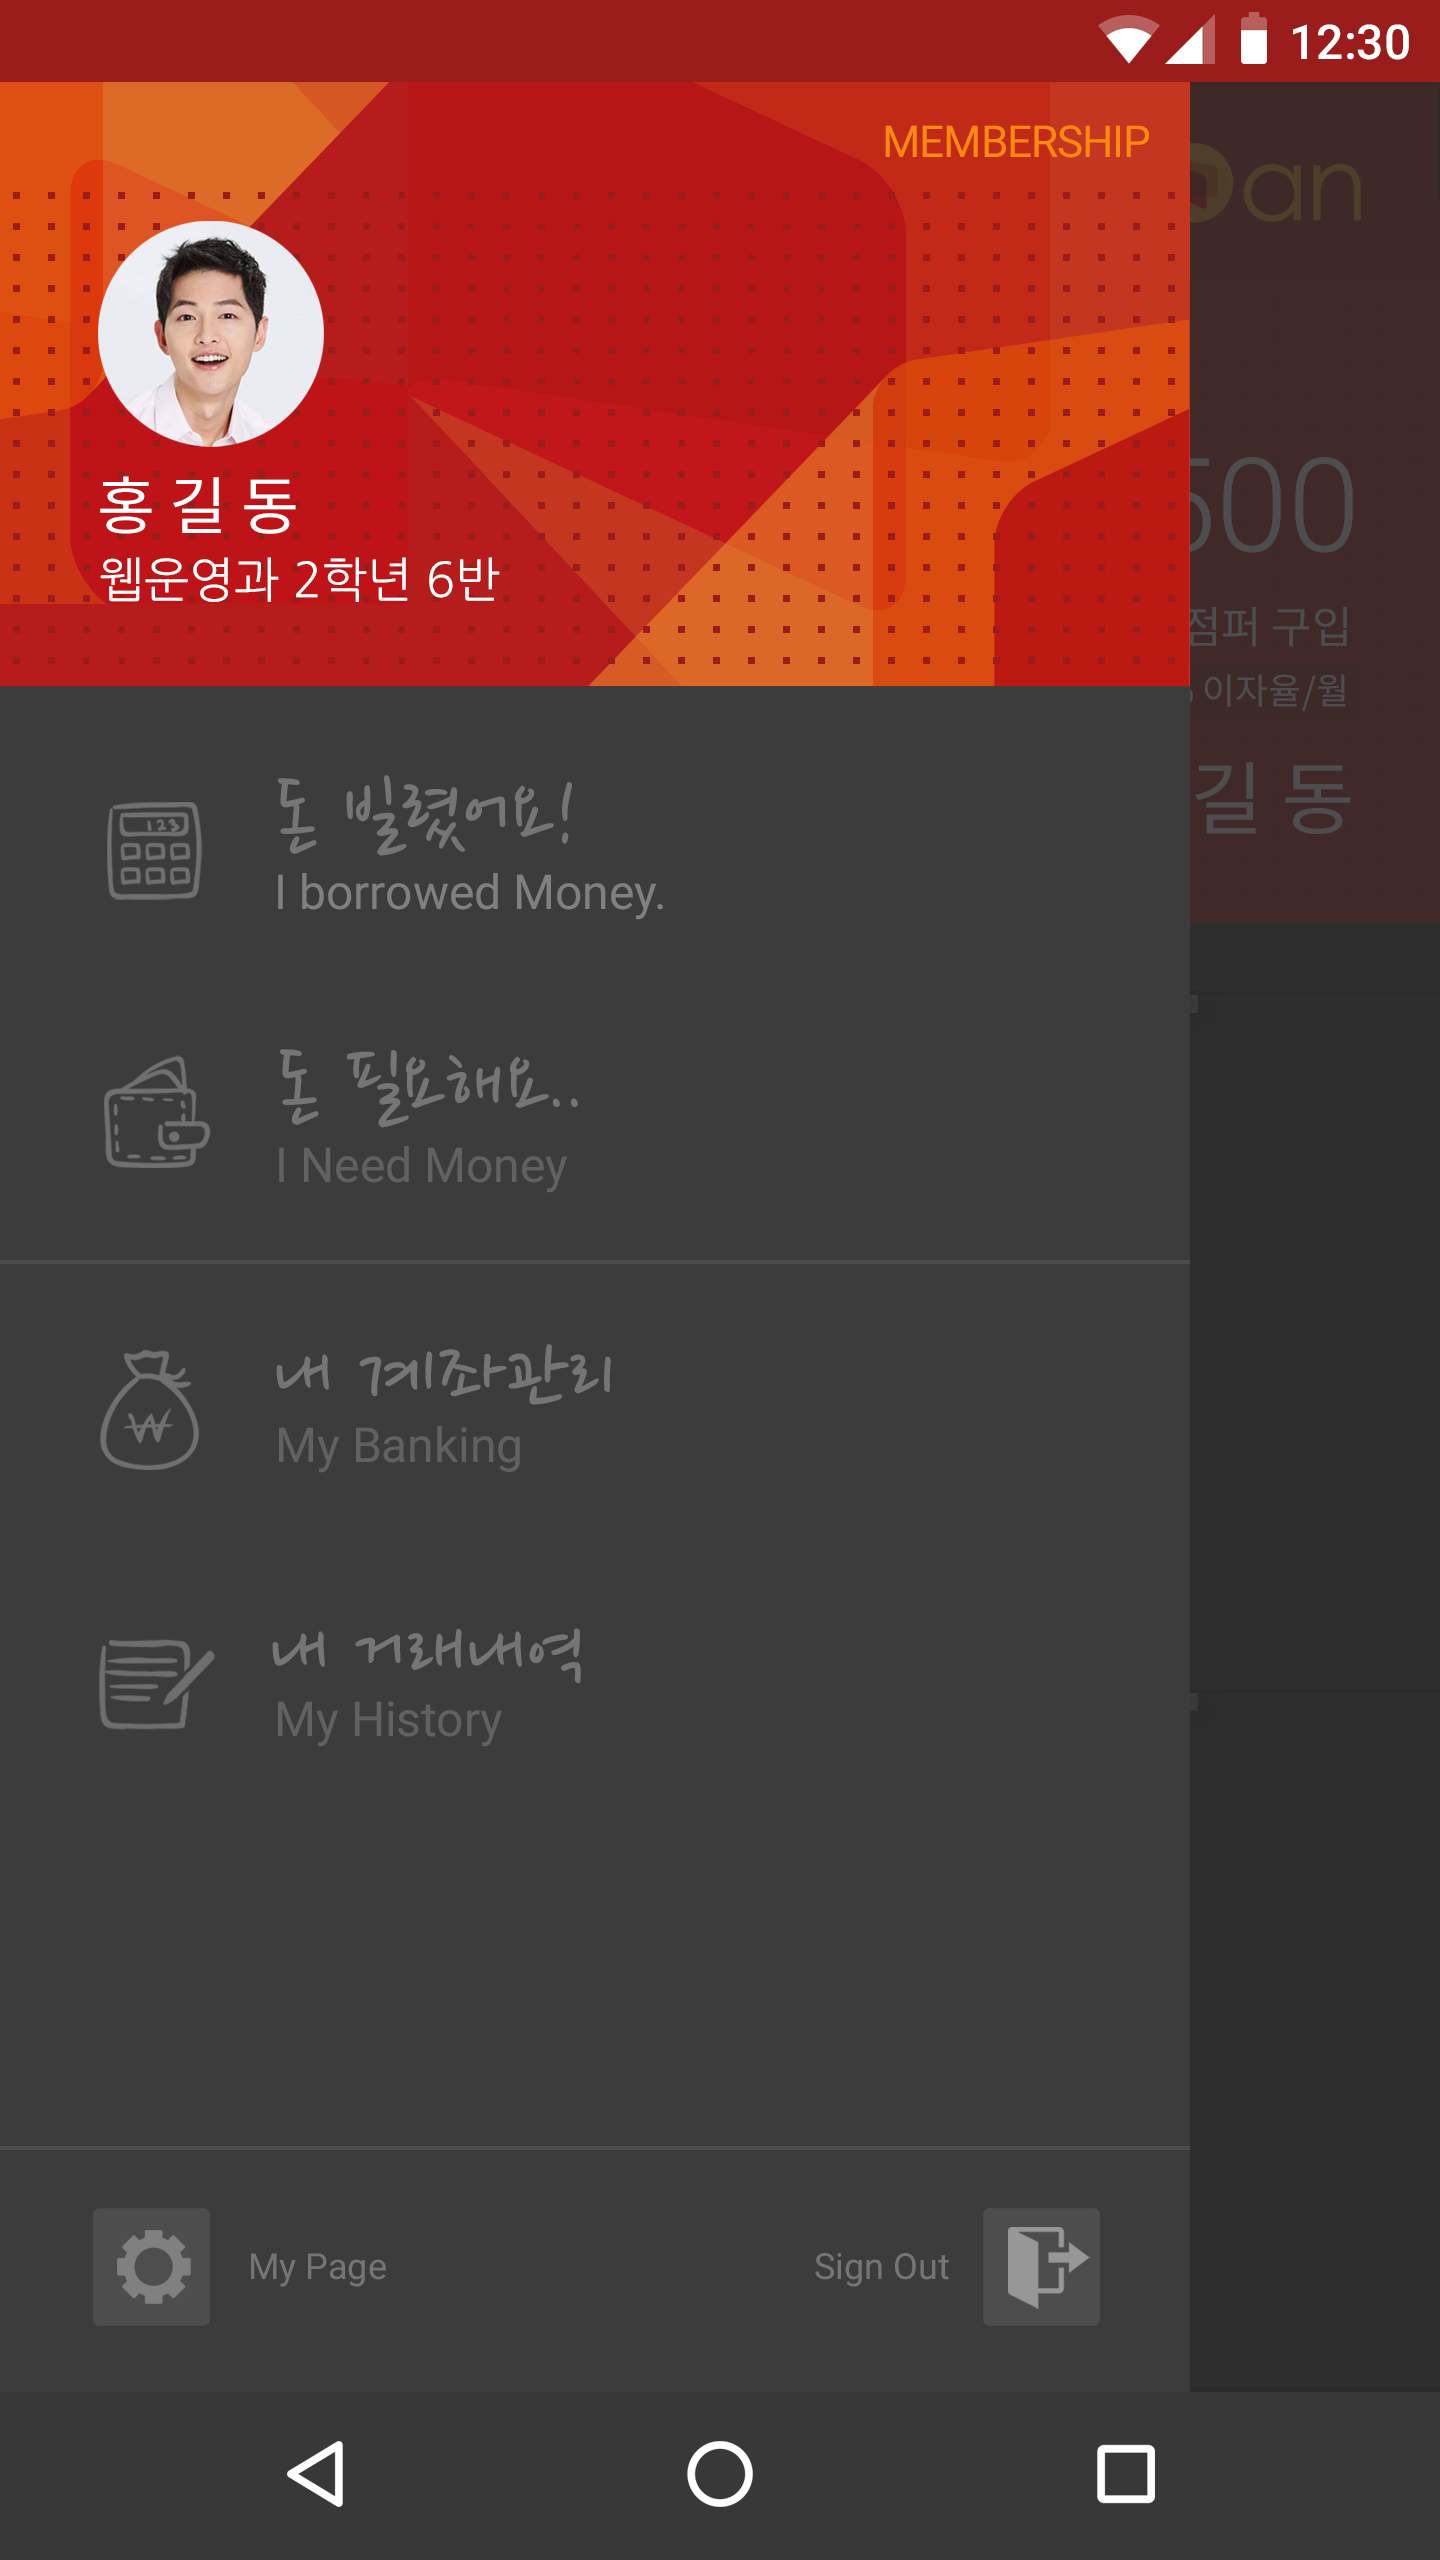 12:30
MEMBERSHIP
an
홍 길 동
웹운영과 2학년 6반
500
점퍼 구입
이자율/월
길 동
123
돈 빌렸어요!
I borrowed Money.
돈 필요해요..
I Need Money
₩
내 계좌관리
My Banking
내 거래내역
My History
My Page
Sign Out